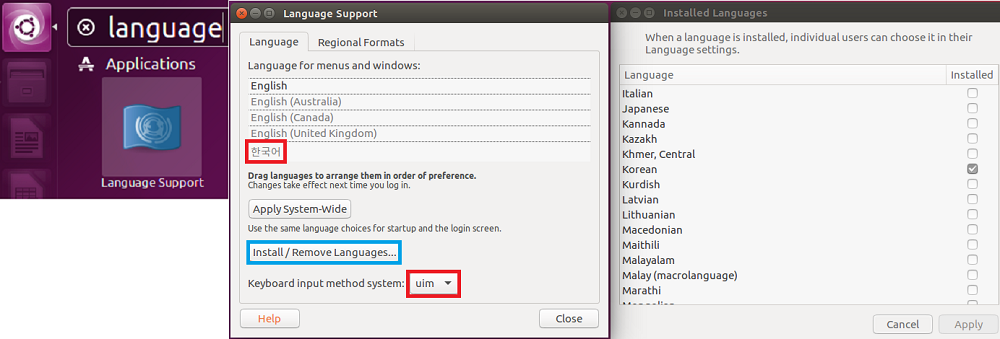 language
Applications
Language Support
Language Support
Language
Regional Formats
Language for menus and windows:
English
English (Australia)
English (Canada)
English (United Kingdom)
한국어
Drag languages to arrange them in order of preference.
Changes take effect next time you log in.
Apply System-Wide
Use the same language choices for startup and the login screen.
Install / Remove Languages...
Keyboard input method system: uim
Help
Close
Installed Languages
When a language is installed, individual users can choose it in their
Language settings.
Language
Installed
Italian
Japanese
Kannada
Kazakh
Khmer, Central
Korean
Kurdish
Latvian
Lithuanian
Macedonian
Maithili
Malayalam
Malay (macrolanguage)
Marathi
Cancel
Apply